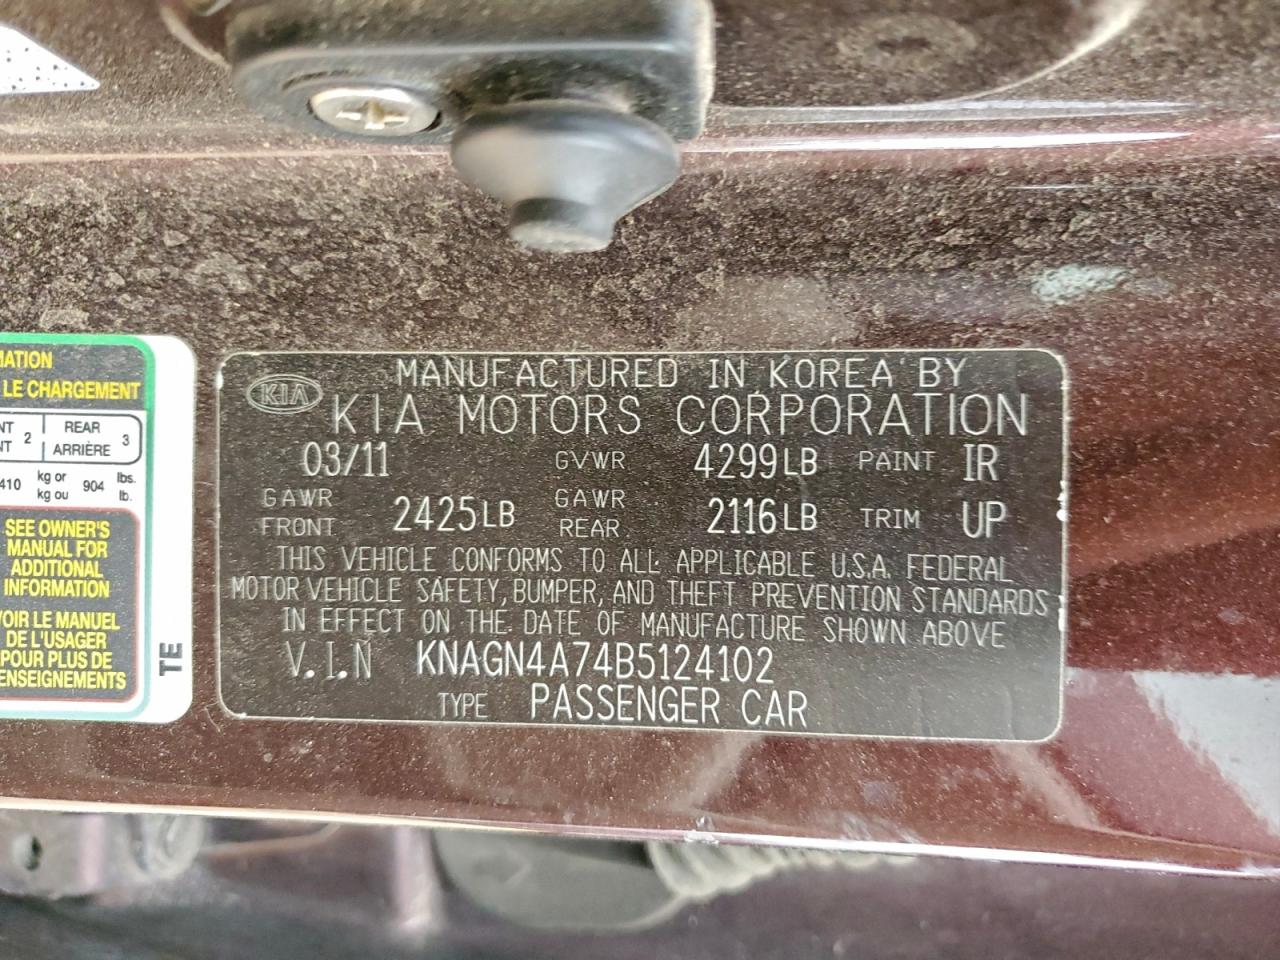 MATION
LE CHARGEMENT
2 REAR 3
ARRIÈRE
410 kg or 904 lbs.
kg ou lb.
SEE OWNER'S
MANUAL FOR
ADDITIONAL
INFORMATION
VOIR LE MANUEL
DE L'USAGER
POUR PLUS DE
RENSEIGNEMENTS
TE
KIA
MANUFACTURED IN KOREA BY
KIA MOTORS CORPORATION
03/11 GVWR 4299LB PAINT IR
GAWR FRONT 2425LB GAWR REAR 2116LB TRIM UP
THIS VEHICLE CONFORMS TO ALL APPLICABLE U.S.A. FEDERAL
MOTOR VEHICLE SAFETY, BUMPER, AND THEFT PREVENTION STANDARDS
IN EFFECT ON THE DATE OF MANUFACTURE SHOWN ABOVE
V.I.N KNAGN4A74B5124102
TYPE PASSENGER CAR